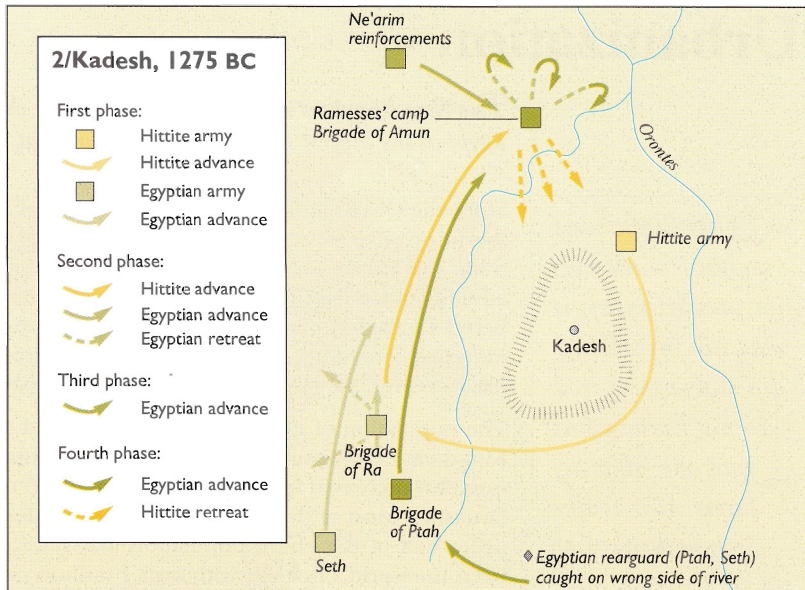 2/Kadesh, 1275 BC
First phase:
Hittite army
Hittite advance
Egyptian army
Egyptian advance
Second phase:
Hittite advance
Egyptian advance
Egyptian retreat
Third phase:
Egyptian advance
Fourth phase:
Egyptian advance
Hittite retreat
Ne'arim
reinforcements
Ramesses' camp
Brigade of Amun
Orontes
Hittite army
Kadesh
Brigade
of Ra
Brigade
of Ptah
Seth
Egyptian rearguard (Ptah, Seth)
caught on wrong side of river